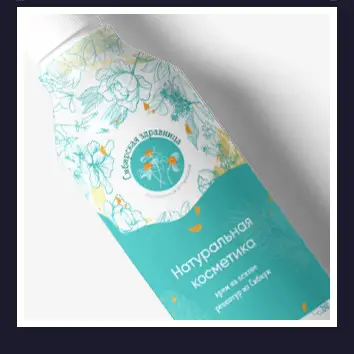 Сибирская здравница
Натуральная
косметика
крем на основе
рецептур из Сибири